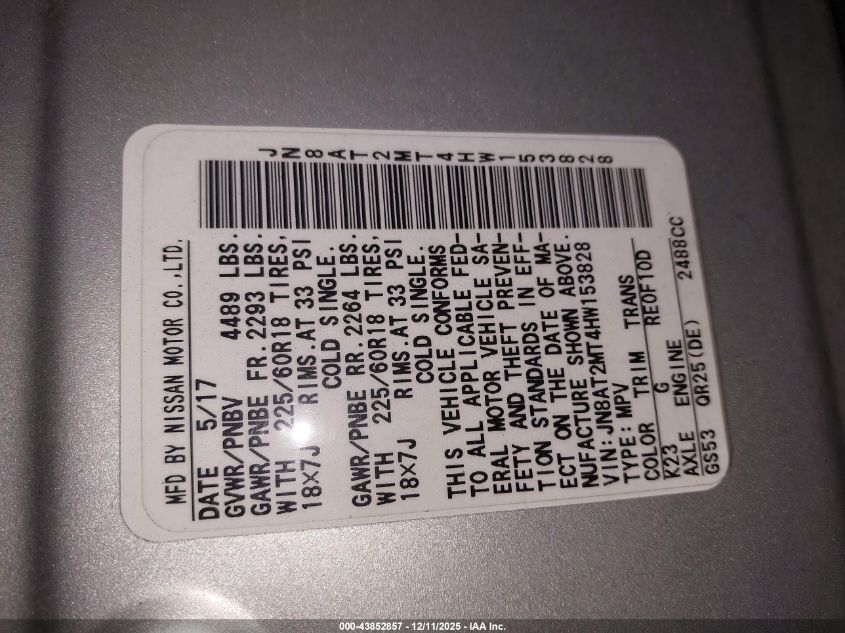 JN8AT2MT4HW153828
MFD BY NISSAN MOTOR CO.,LTD.
DATE 5/17
GVWR/PNBV 4489 LBS.
GAWR/PNBE FR.2293 LBS.
WITH 225/60R18 TIRES,
18×7J RIMS.AT 33 PSI
COLD SINGLE.
GAWR/PNBE RR.2264 LBS.
WITH 225/60R18 TIRES,
18×7J RIMS.AT 33 PSI
COLD SINGLE.
THIS VEHICLE CONFORMS
TO ALL APPLICABLE FED-
ERAL MOTOR VEHICLE SA-
FETY AND THEFT PREVEN-
TION STANDARDS IN EFF-
ECT ON THE DATE OF MA-
NUFACTURE SHOWN ABOVE.
VIN:JN8AT2MT4HW153828
TYPE:MPV
COLOR TRIM TRANS
K23 G RE0F10D
AXLE ENGINE
GS53 QR25(DE) 2488CC
000-43852857 - 12/11/2025 - IAA Inc.